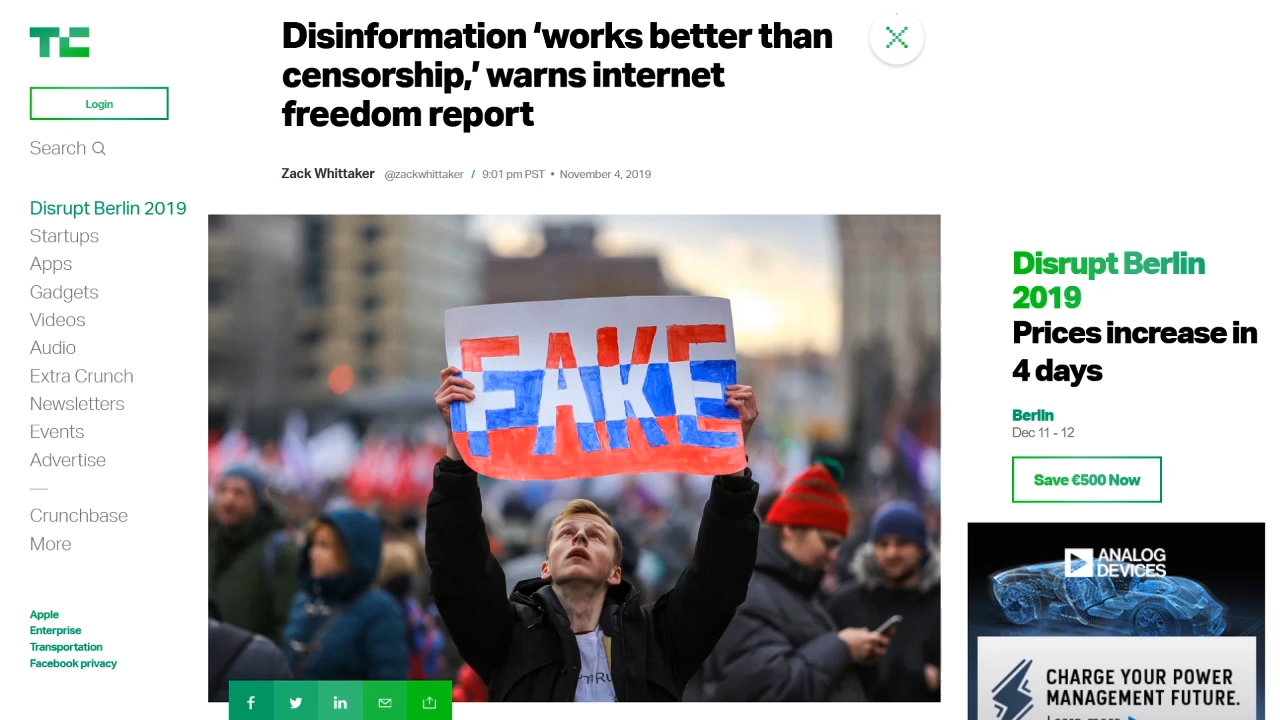 TC
Login
Search
Disrupt Berlin 2019
Startups
Apps
Gadgets
Videos
Audio
Extra Crunch
Newsletters
Events
Advertise
—
Crunchbase
More
Apple
Enterprise
Transportation
Facebook privacy
Disinformation ‘works better than
censorship,’ warns internet
freedom report
Zack Whittaker @zackwhittaker / 9:01 pm PST • November 4, 2019
FAKE
f in
Disrupt Berlin
2019
Prices increase in
4 days
Berlin
Dec 11 - 12
Save €500 Now
ANALOG
DEVICES
CHARGE YOUR POWER
MANAGEMENT FUTURE.
Learn more